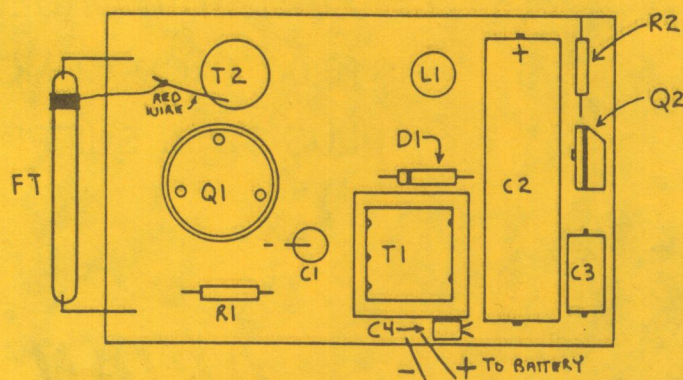 R2
T2
L1
+
RED
WIRE
Q2
D1
FT
Q1
C2
T1
C1
C3
R1
C4
- + TO BATTERY